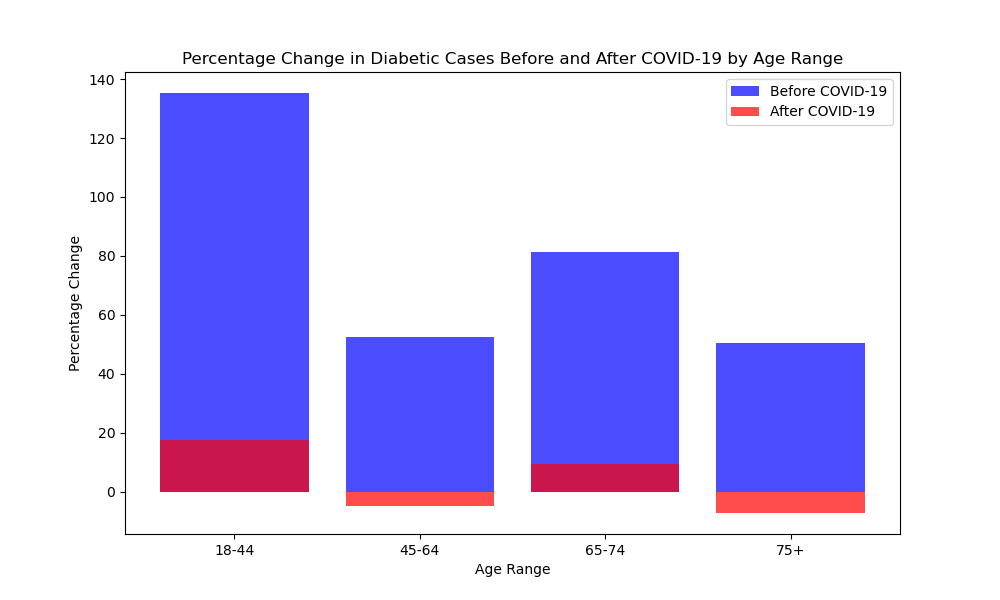 Percentage Change in Diabetic Cases Before and After COVID-19 by Age Range
Before COVID-19
After COVID-19
Percentage Change
140
120
100
80
60
40
20
0
18-44
45-64
65-74
75+
Age Range